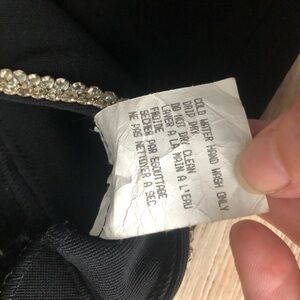 COLD WATER HAND WASH ONLY
DRIP DRY
DO NOT DRY CLEAN
LAVER A LA MAIN A L'EAU
FROIDE
SECHER PAR EGOUTTAGE
NE PAS NETTOYER A SEC